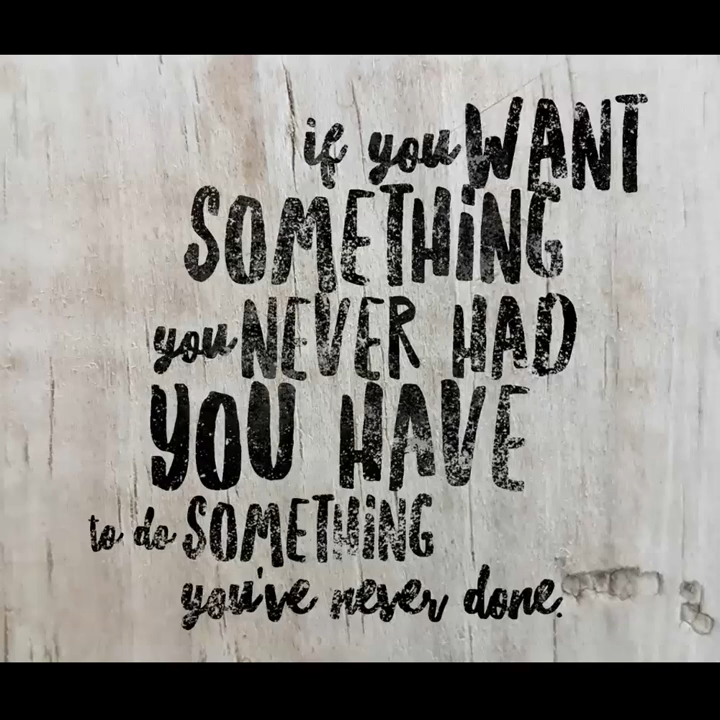 if you WANT
SOMETHING
you NEVER HAD
YOU HAVE
to do SOMETHING
you've never done.